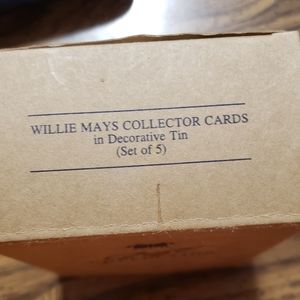 WILLIE MAYS COLLECTOR CARDS
in Decorative Tin
(Set of 5)